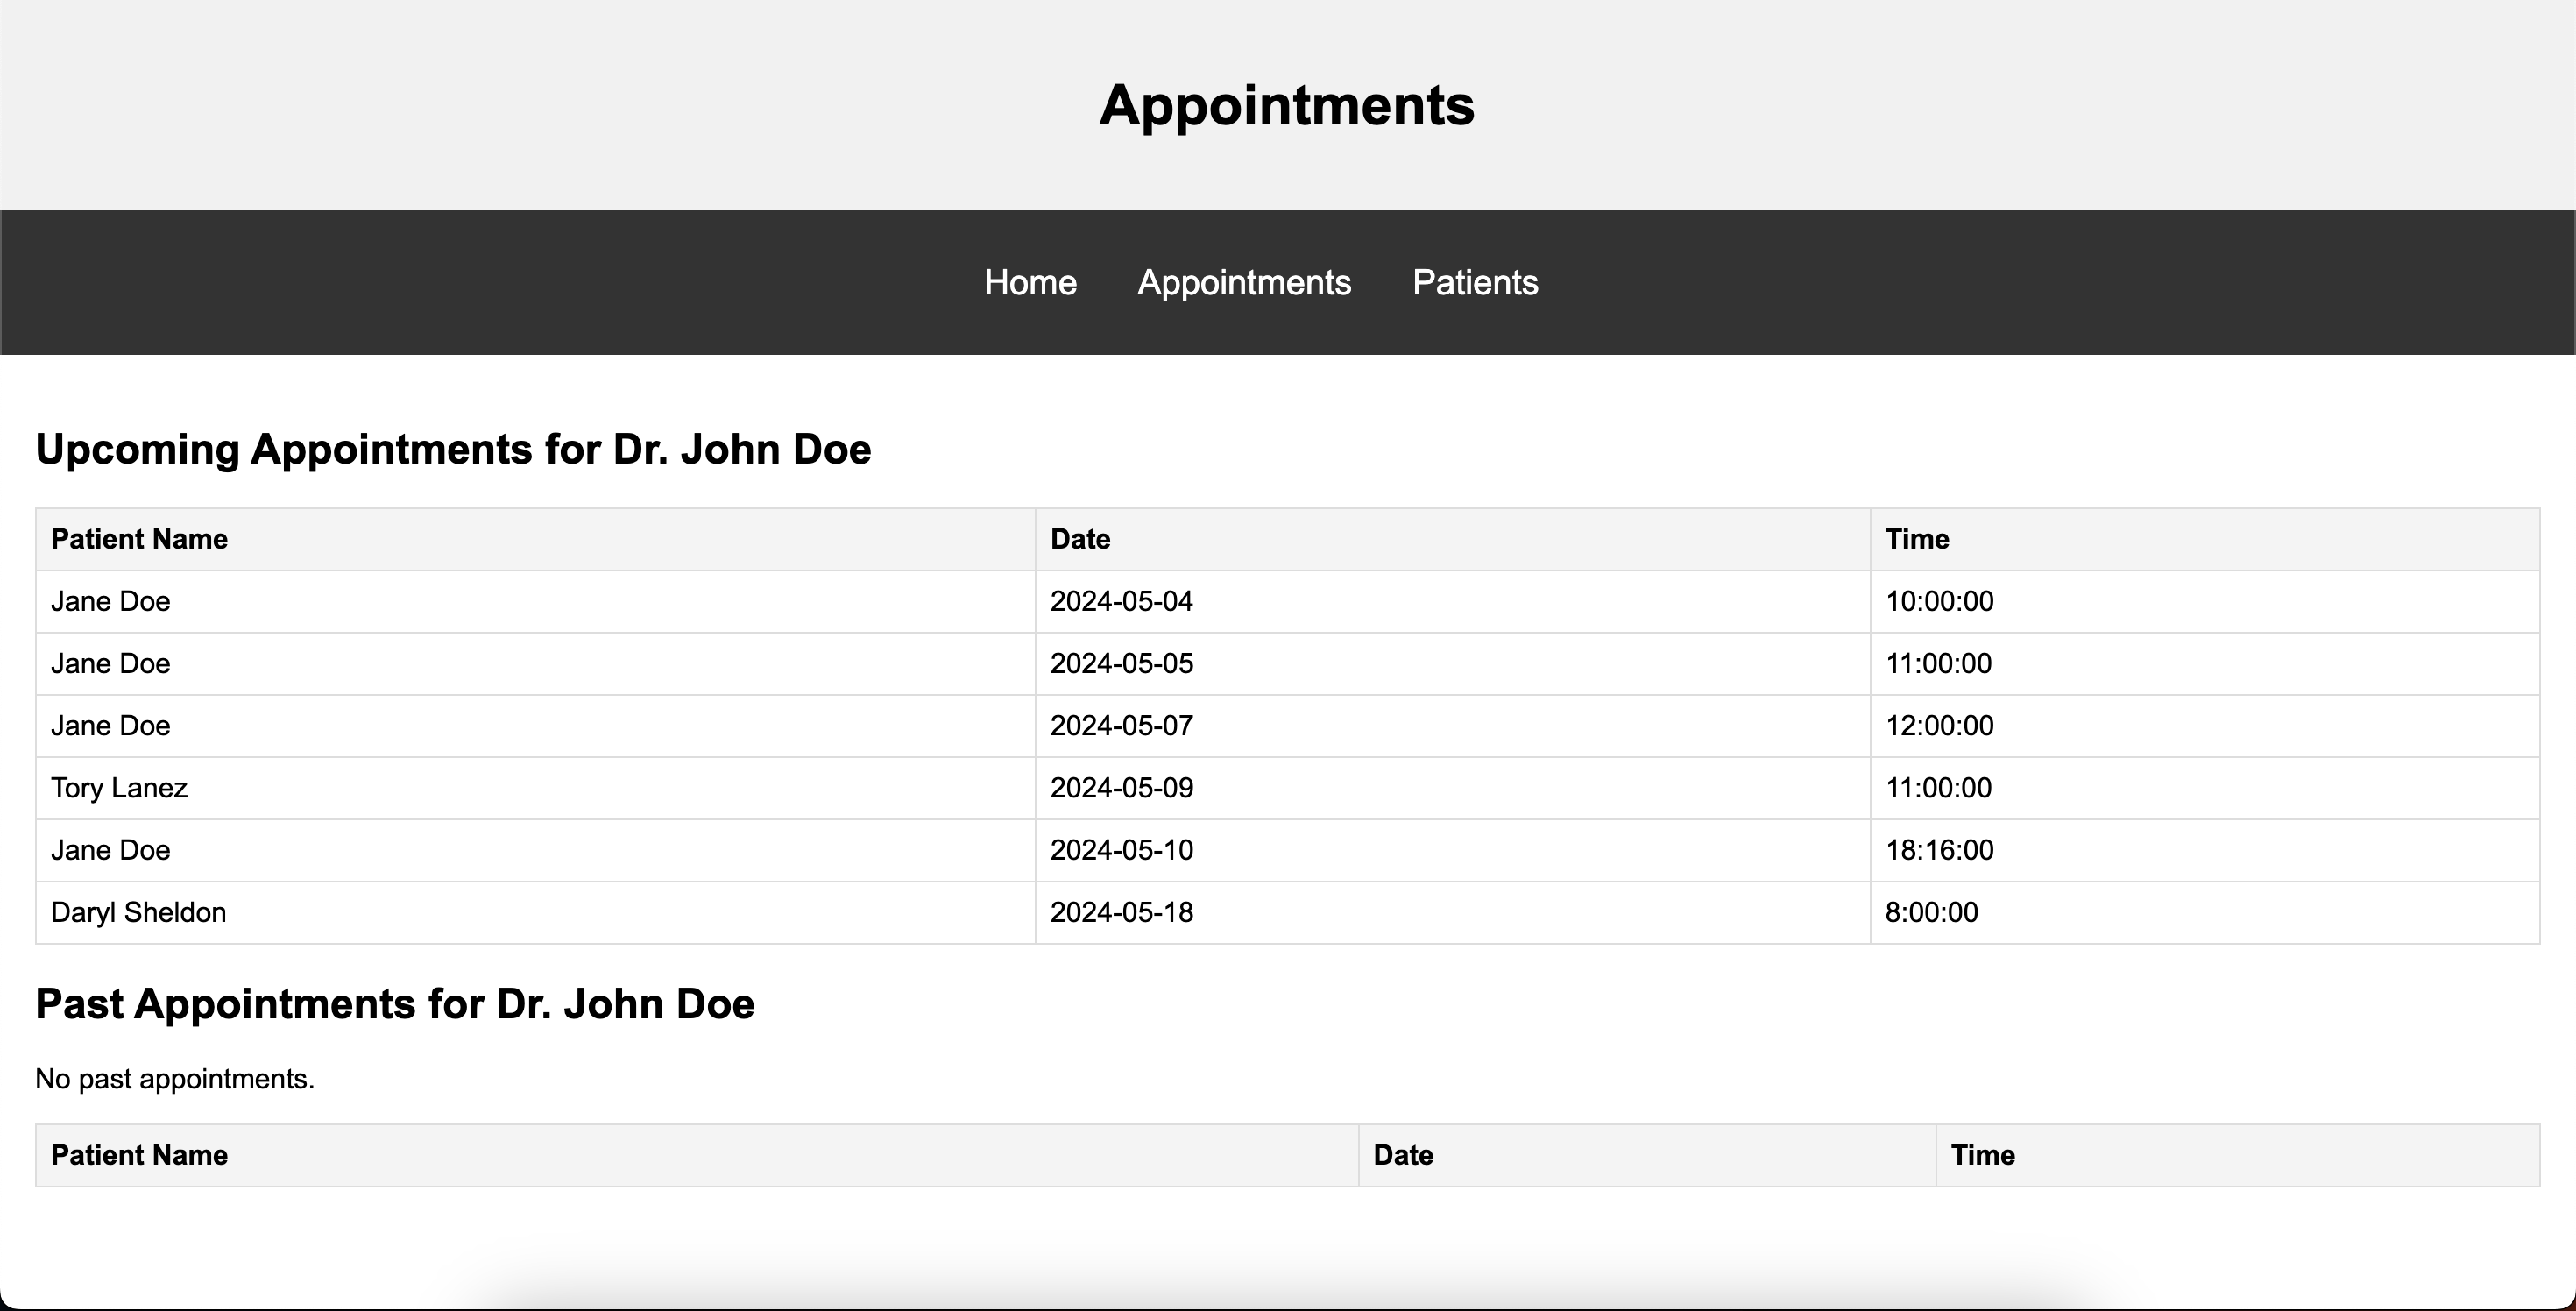 Appointments
Home Appointments Patients
Upcoming Appointments for Dr. John Doe
Patient Name Date Time
Jane Doe 2024-05-04 10:00:00
Jane Doe 2024-05-05 11:00:00
Jane Doe 2024-05-07 12:00:00
Tory Lanez 2024-05-09 11:00:00
Jane Doe 2024-05-10 18:16:00
Daryl Sheldon 2024-05-18 8:00:00
Past Appointments for Dr. John Doe
No past appointments.
Patient Name Date Time